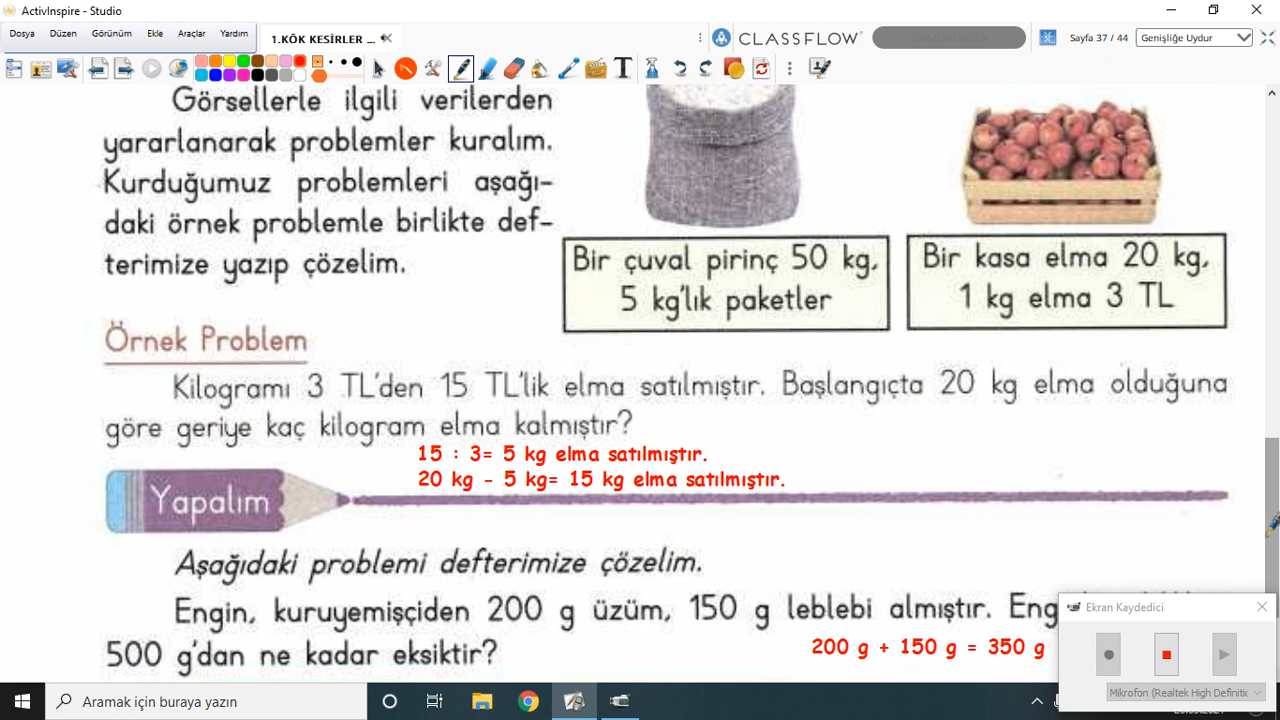 ActivInspire - Studio
Dosya Düzen Görünüm Ekle Araçlar Yardım
1.KÖK KESİRLER ...
CLASSFLOW
Sayfa 37 / 44
Genişliğe Uydur
Görsellerle ilgili verilerden
yararlanarak problemler kuralım.
Kurduğumuz problemleri aşağı-
daki örnek problemle birlikte def-
terimize yazıp çözelim.
Bir çuval pirinç 50 kg,
5 kg'lık paketler
Bir kasa elma 20 kg,
1 kg elma 3 TL
Örnek Problem
Kilogramı 3 TL'den 15 TL'lik elma satılmıştır. Başlangıçta 20 kg elma olduğuna
göre geriye kaç kilogram elma kalmıştır?
15 : 3= 5 kg elma satılmıştır.
20 kg - 5 kg= 15 kg elma satılmıştır.
Yapalım
Aşağıdaki problemi defterimize çözelim.
Engin, kuruyemişçiden 200 g üzüm, 150 g leblebi almıştır.
500 g'dan ne kadar eksiktir?
200 g + 150 g = 350 g
Ekran Kaydedici
Mikrofon (Realtek High Definitic
Aramak için buraya yazın